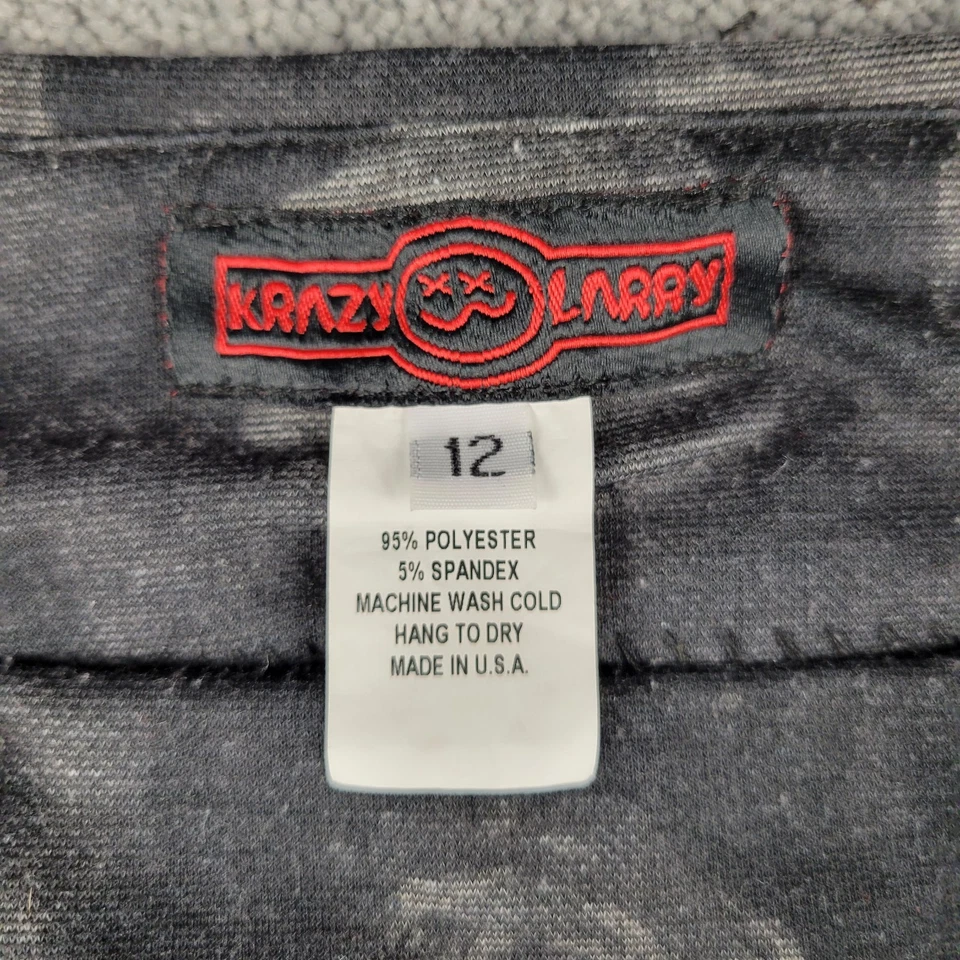 KRAZY LARRY
12
95% POLYESTER
5% SPANDEX
MACHINE WASH COLD
HANG TO DRY
MADE IN U.S.A.